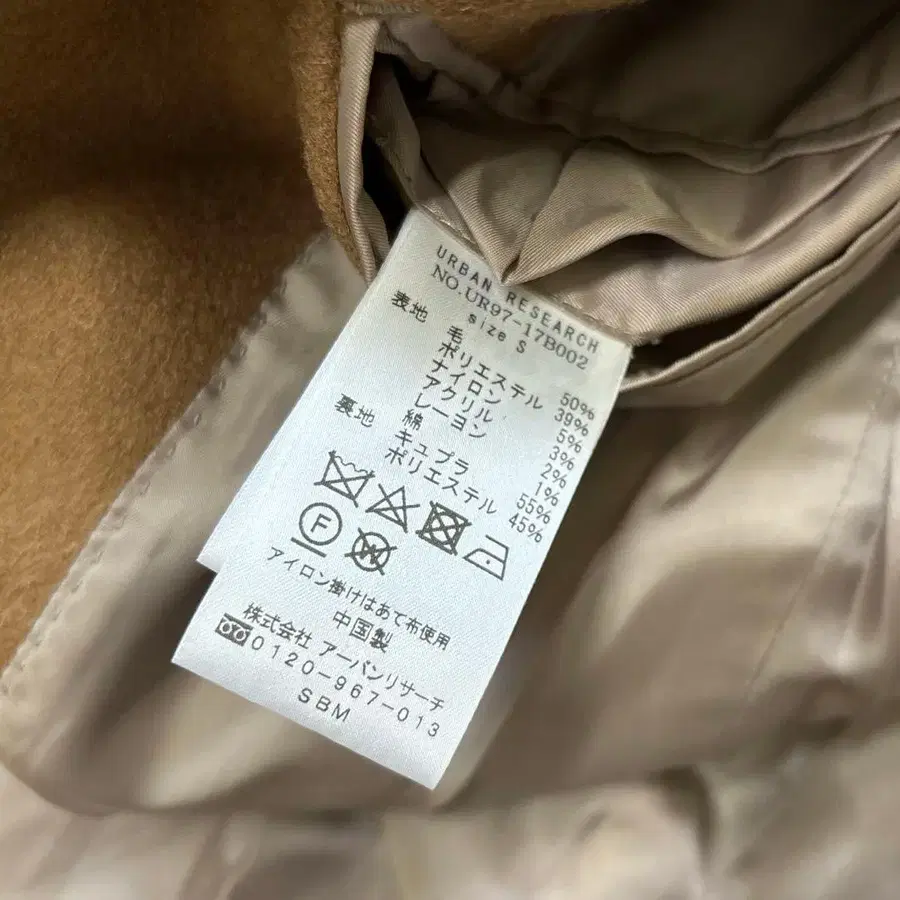 URBAN RESEARCH
NO.UR97-17B002
size S
表地 毛 50%
ポリエステル 39%
ナイロン 5%
アクリル 3%
レーヨン 2%
綿 1%
裏地 キュプラ 55%
ポリエステル 45%
F
W
アイロン掛けはあて布使用
中国製
株式会社 アーバンリサーチ
0120-967-013
SBM